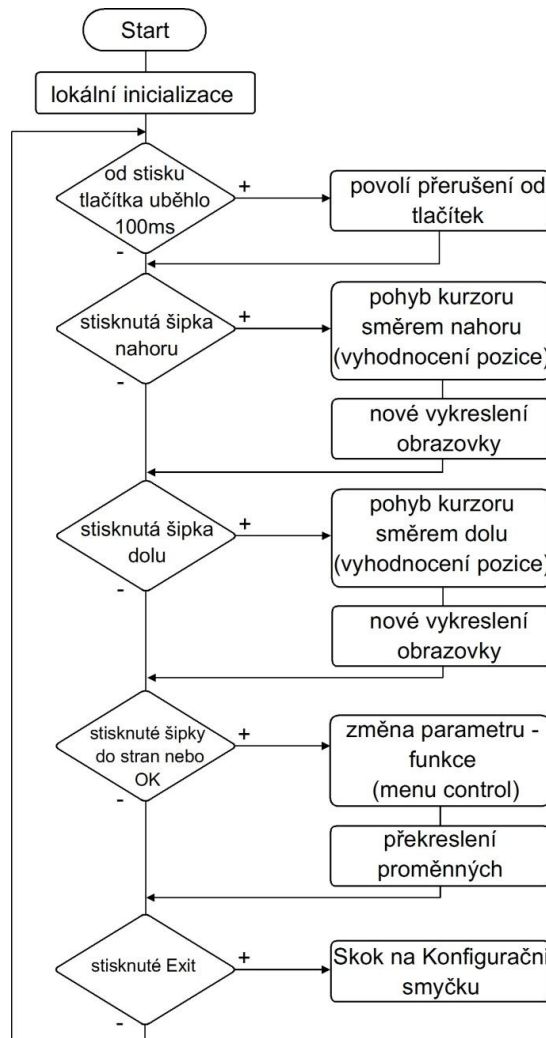 Start
lokální inicializace
od stisku
tlačítka uběhlo
100ms
+
-
povolí přerušení od
tlačítek
stisknutá šipka
nahoru
+
-
pohyb kurzoru
směrem nahoru
(vyhodnocení pozice)
nové vykreslení
obrazovky
stisknutá šipka
dolu
+
-
pohyb kurzoru
směrem dolu
(vyhodnocení pozice)
nové vykreslení
obrazovky
stisknuté šipky
do stran nebo
OK
+
-
změna parametru -
funkce
(menu control)
překreslení
proměnných
stisknuté Exit
+
-
Skok na Konfigurační
smyčku